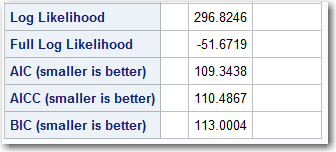 Log Likelihood 296.8246
Full Log Likelihood -51.6719
AIC (smaller is better) 109.3438
AICC (smaller is better) 110.4867
BIC (smaller is better) 113.0004